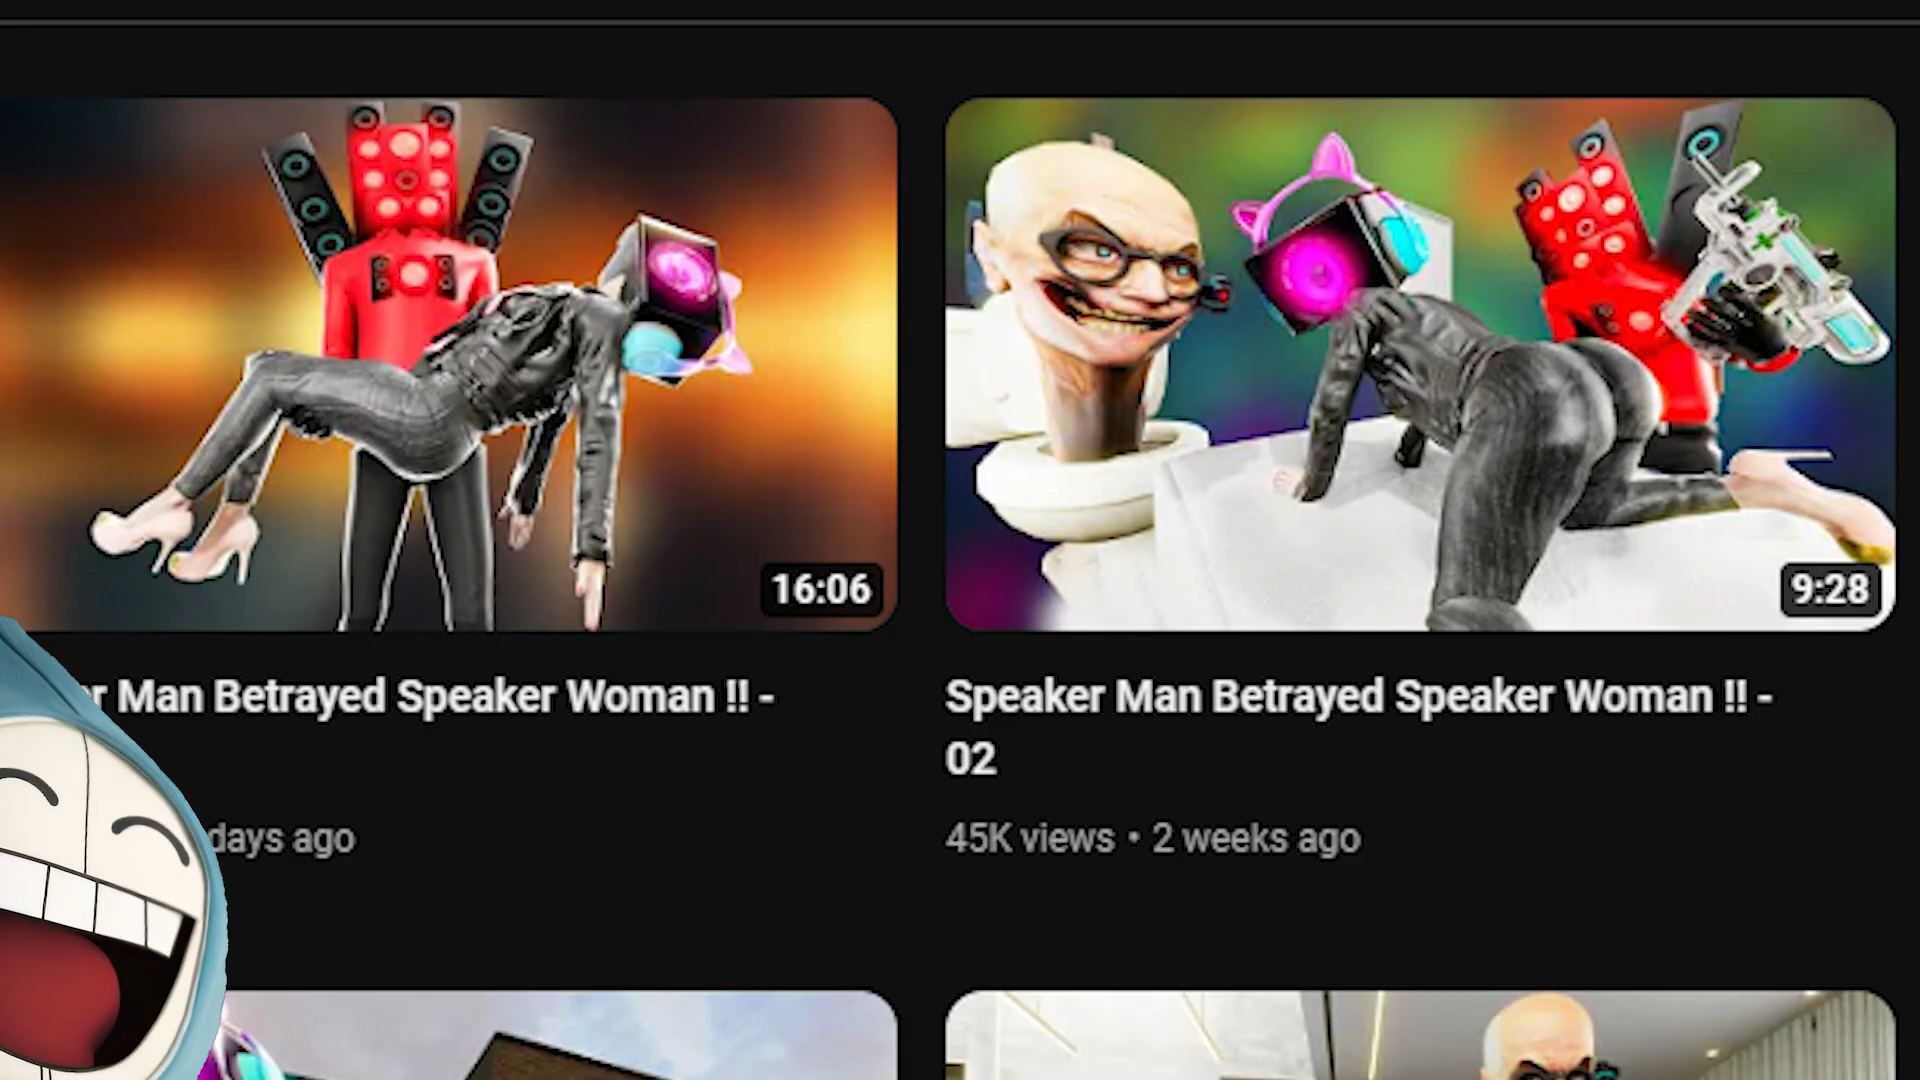 16:06
9:28
r Man Betrayed Speaker Woman !! -
Speaker Man Betrayed Speaker Woman !! -
02
days ago
45K views • 2 weeks ago